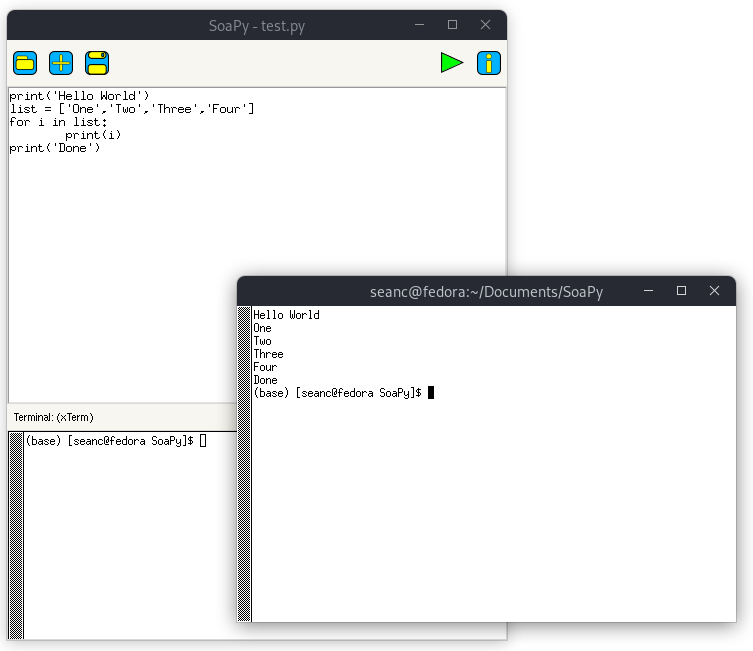 SoaPy - test.py
print('Hello World')
list = ['One','Two','Three','Four']
for i in list:
        print(i)
print('Done')
Terminal: (xTerm)
(base) [seanc@fedora SoaPy]$
seanc@fedora:~/Documents/SoaPy
Hello World
One
Two
Three
Four
Done
(base) [seanc@fedora SoaPy]$